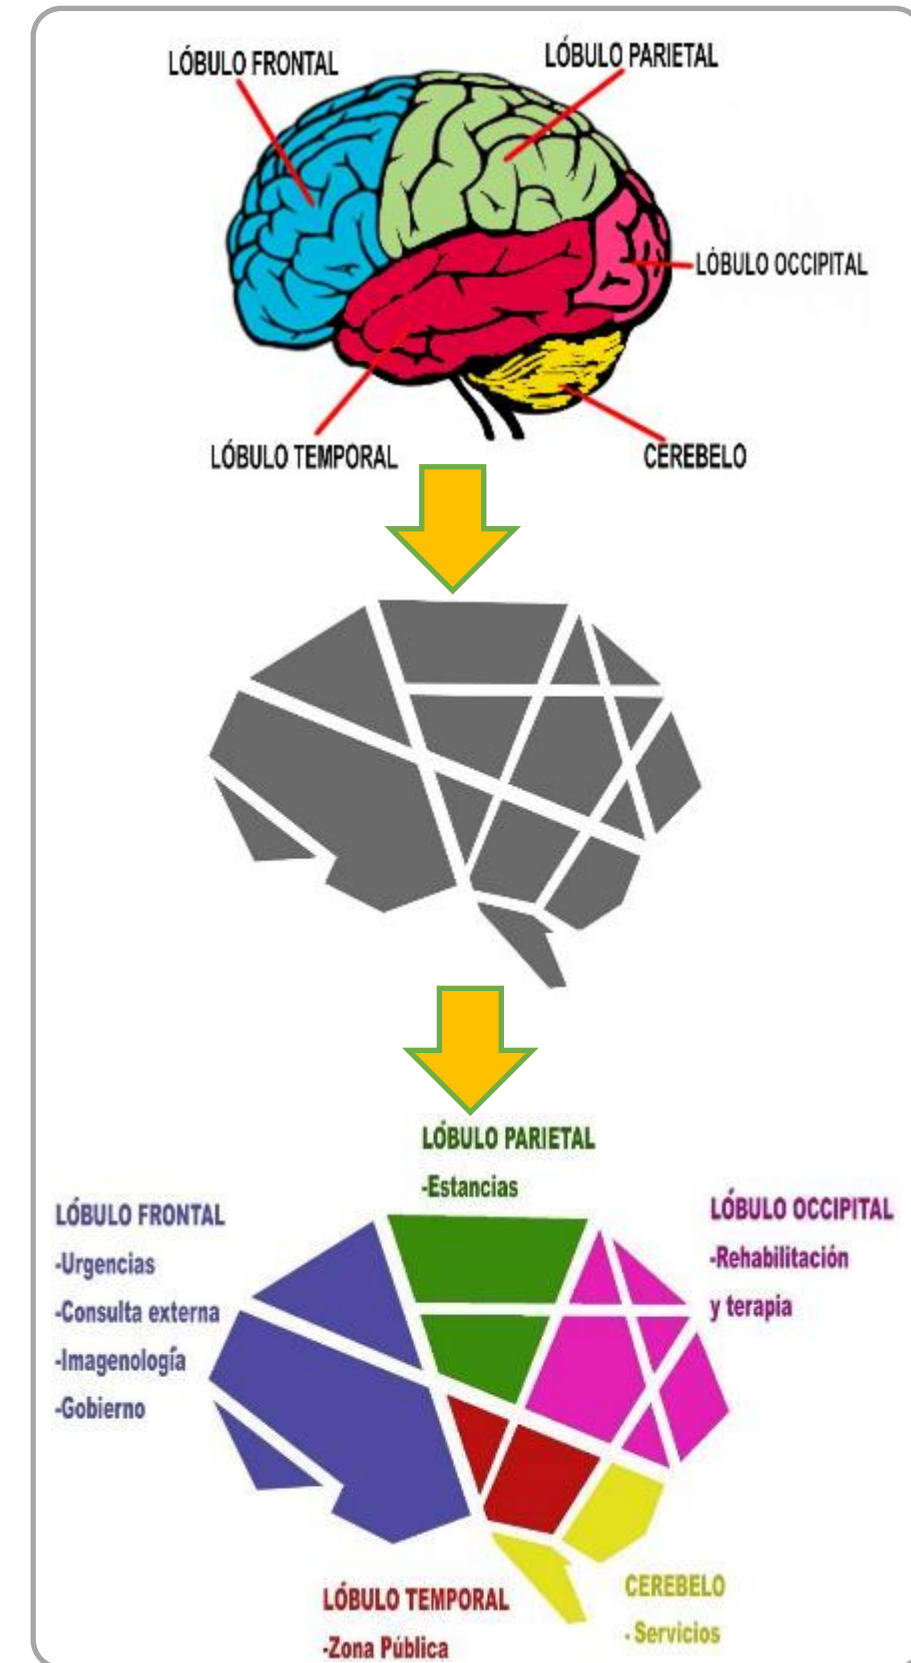 LÓBULO FRONTAL
LÓBULO PARIETAL
LÓBULO OCCIPITAL
LÓBULO TEMPORAL
CEREBELO
LÓBULO PARIETAL
-Estancias
LÓBULO FRONTAL
-Urgencias
-Consulta externa
-Imagenología
-Gobierno
LÓBULO OCCIPITAL
-Rehabilitación
y terapia
LÓBULO TEMPORAL
-Zona Pública
CEREBELO
- Servicios